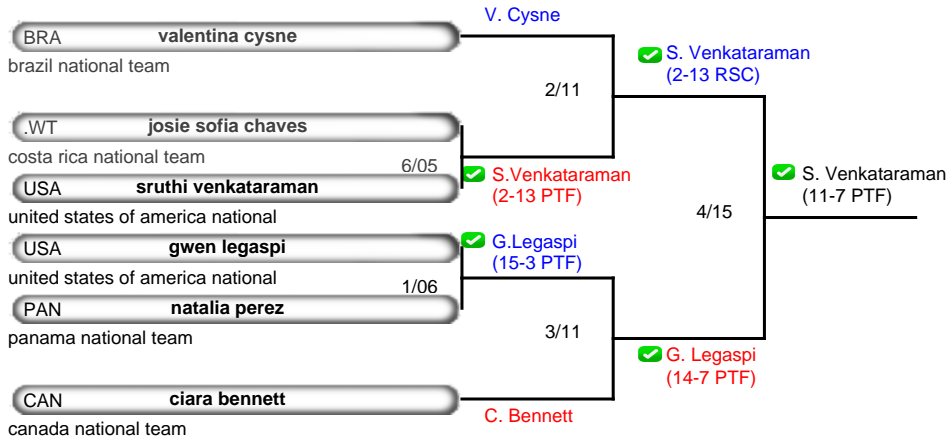 V. Cysne
BRA valentina cysne
brazil national team
S. Venkataraman
(2-13 RSC)
2/11
.WT josie sofia chaves
costa rica national team
6/05
S.Venkataraman
(2-13 PTF)
USA sruthi venkataraman
united states of america national
S. Venkataraman
(11-7 PTF)
4/15
USA gwen legaspi
united states of america national
G.Legaspi
(15-3 PTF)
1/06
PAN natalia perez
panama national team
3/11
G. Legaspi
(14-7 PTF)
CAN ciara bennett
canada national team
C. Bennett